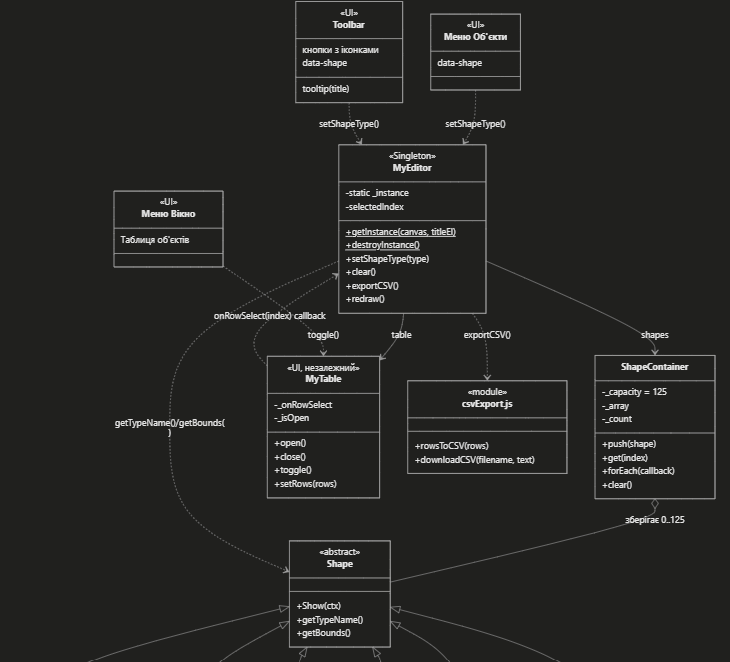 «UI»
Toolbar
кнопки з іконками
data-shape
tooltip(title)
«UI»
Меню Об'єкти
data-shape
setShapeType()
setShapeType()
«Singleton»
MyEditor
-static _instance
-selectedIndex
+getInstance(canvas, titleEl)
+destroyInstance()
+setShapeType(type)
+clear()
+exportCSV()
+redraw()
«UI»
Меню Вікно
Таблиця об'єктів
onRowSelect(index) callback
toggle()
table
exportCSV()
shapes
«UI, незалежний»
MyTable
-_onRowSelect
-_isOpen
+open()
+close()
+toggle()
+setRows(rows)
«module»
csvExport.js
+rowsToCSV(rows)
+downloadCSV(filename, text)
ShapeContainer
-_capacity = 125
-_array
-_count
+push(shape)
+get(index)
+forEach(callback)
+clear()
getTypeName()/getBounds(
)
зберігає 0..125
«abstract»
Shape
+Show(ctx)
+getTypeName()
+getBounds()